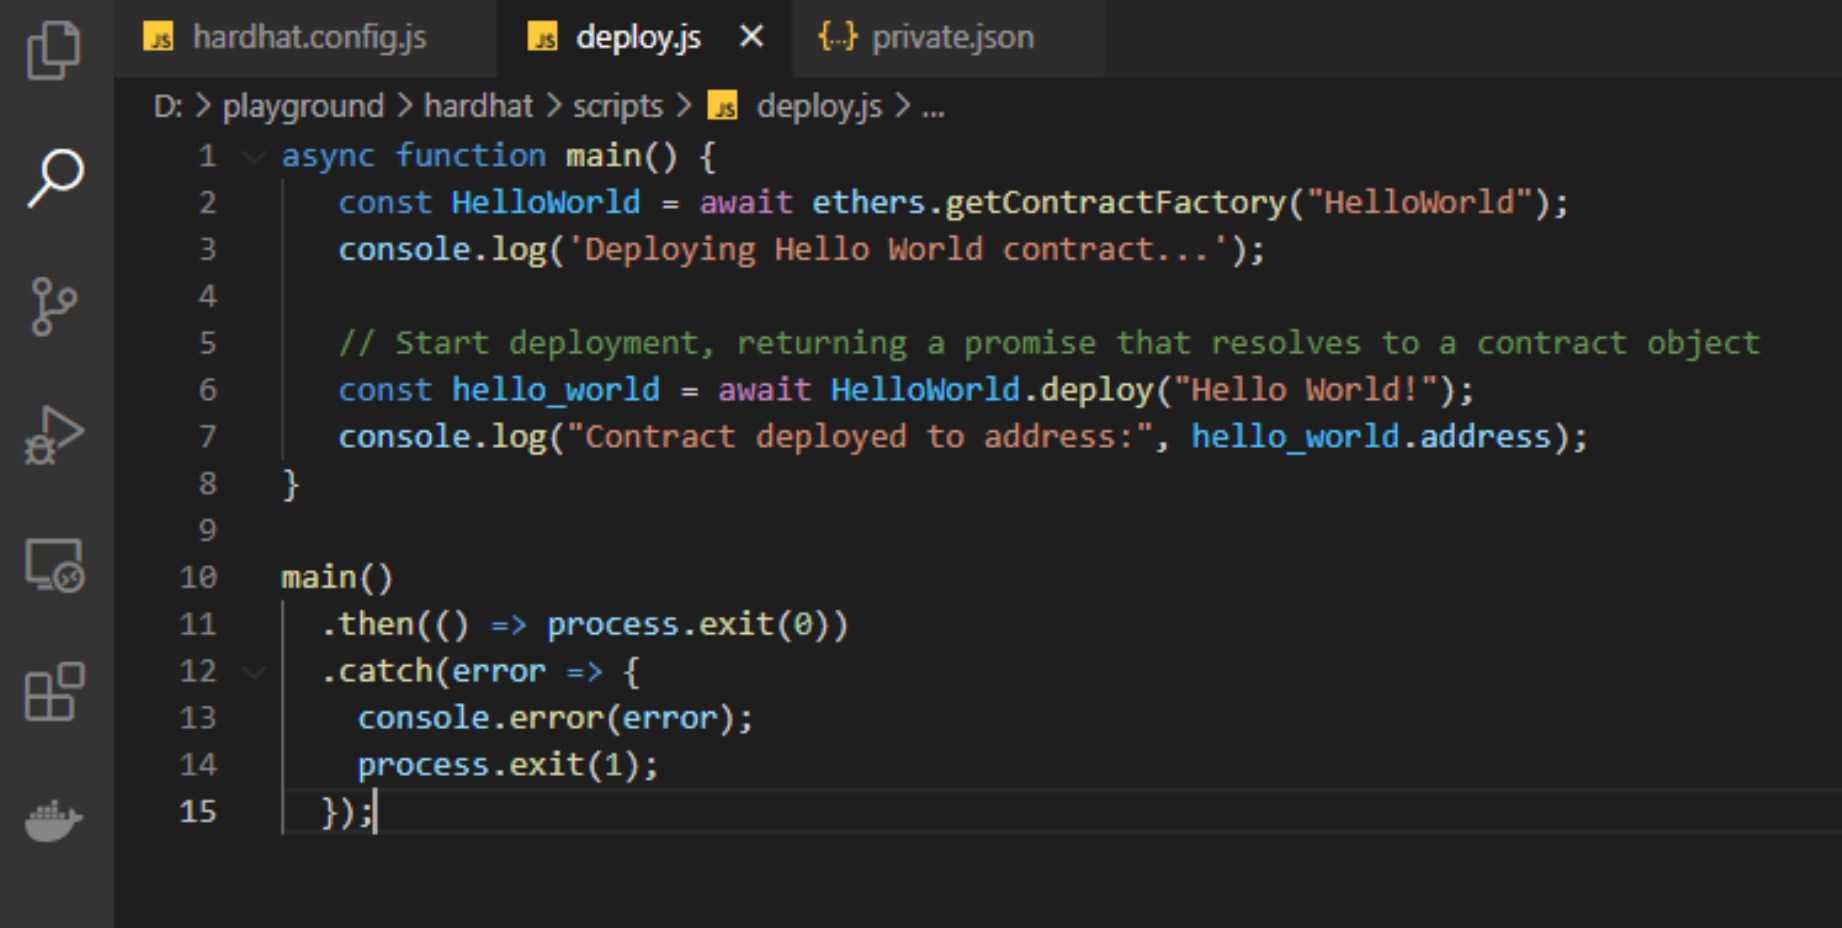 JS hardhat.config.js JS deploy.js × {..} private.json
D: > playground > hardhat > scripts > JS deploy.js > ...
1 async function main() {
2 const HelloWorld = await ethers.getContractFactory("HelloWorld");
3 console.log('Deploying Hello World contract...');
4
5 // Start deployment, returning a promise that resolves to a contract object
6 const hello_world = await HelloWorld.deploy("Hello World!");
7 console.log("Contract deployed to address:", hello_world.address);
8 }
9
10 main()
11 .then(() => process.exit(0))
12 .catch(error => {
13 console.error(error);
14 process.exit(1);
15 });